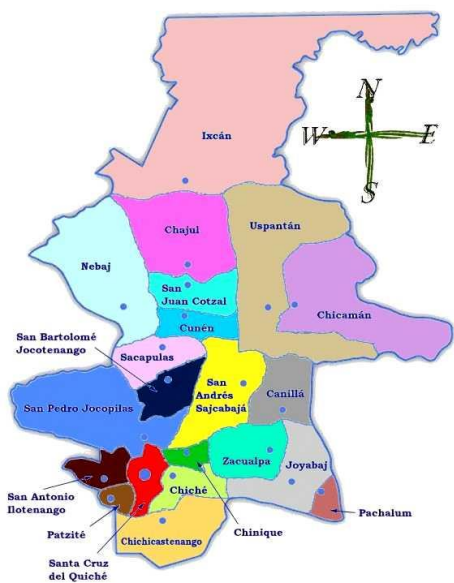 N
Ixcán
W E
S
Chajul
Uspantán
Nebaj
San
Juan Cotzal
Chicamán
Cunén
San Bartolomé
Jocotenango
Sacapulas
San
Andrés
Sajcabajá
Canillá
San Pedro Jocopilas
Zacualpa
Joyabaj
San Antonio
Ilotenango
Chiché
Pachalum
Patzité
Chinique
Chichicastenango
Santa Cruz
del Quiché